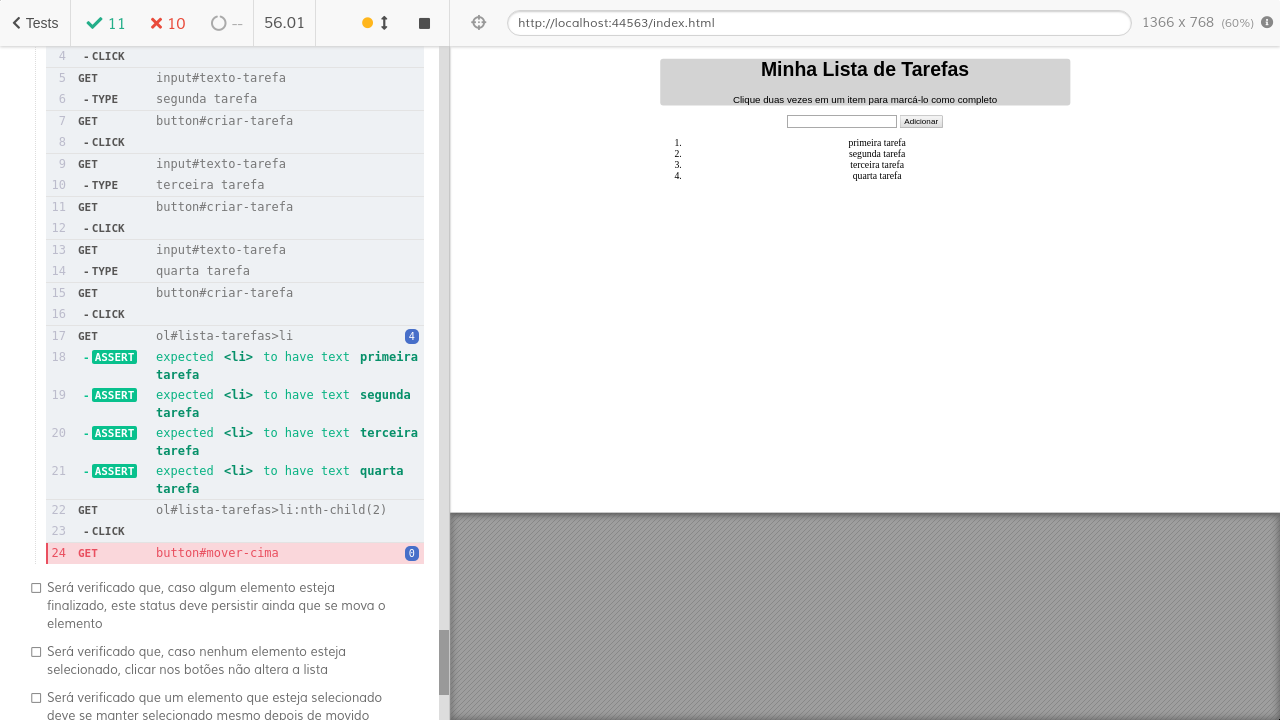 Tests 11 10 -- 56.01
http://localhost:44563/index.html 1366 x 768 (60%)
4 - CLICK
5 GET input#texto-tarefa
6 - TYPE segunda tarefa
7 GET button#criar-tarefa
8 - CLICK
9 GET input#texto-tarefa
10 - TYPE terceira tarefa
11 GET button#criar-tarefa
12 - CLICK
13 GET input#texto-tarefa
14 - TYPE quarta tarefa
15 GET button#criar-tarefa
16 - CLICK
17 GET ol#lista-tarefas>li 4
18 - ASSERT expected <li> to have text primeira
tarefa
19 - ASSERT expected <li> to have text segunda
tarefa
20 - ASSERT expected <li> to have text terceira
tarefa
21 - ASSERT expected <li> to have text quarta
tarefa
22 GET ol#lista-tarefas>li:nth-child(2)
23 - CLICK
24 GET button#mover-cima 0
Será verificado que, caso algum elemento esteja
finalizado, este status deve persistir ainda que se mova o
elemento
Será verificado que, caso nenhum elemento esteja
selecionado, clicar nos botões não altera a lista
Será verificado que um elemento que esteja selecionado
deve se manter selecionado mesmo depois de movido
Minha Lista de Tarefas
Clique duas vezes em um item para marcá-lo como completo
Adicionar
1. primeira tarefa
2. segunda tarefa
3. terceira tarefa
4. quarta tarefa